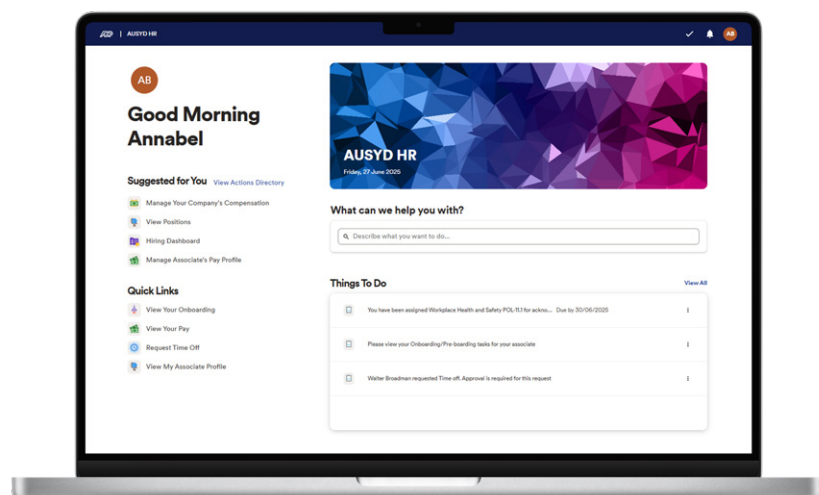 ADP | AUSYD HR
AB
AB
Good Morning
Annabel
Suggested for You View Actions Directory
Manage Your Company's Compensation
View Positions
Hiring Dashboard
Manage Associate's Pay Profile
Quick Links
View Your Onboarding
View Your Pay
Request Time Off
View My Associate Profile
AUSYD HR
Friday, 27 June 2025
What can we help you with?
Describe what you want to do...
Things To Do View All
You have been assigned Workplace Health and Safety POL-11.1 for ackno... Due by 30/06/2025
Please view your Onboarding/Pre-boarding tasks for your associate
Walter Broadman requested Time off. Approval is required for this request